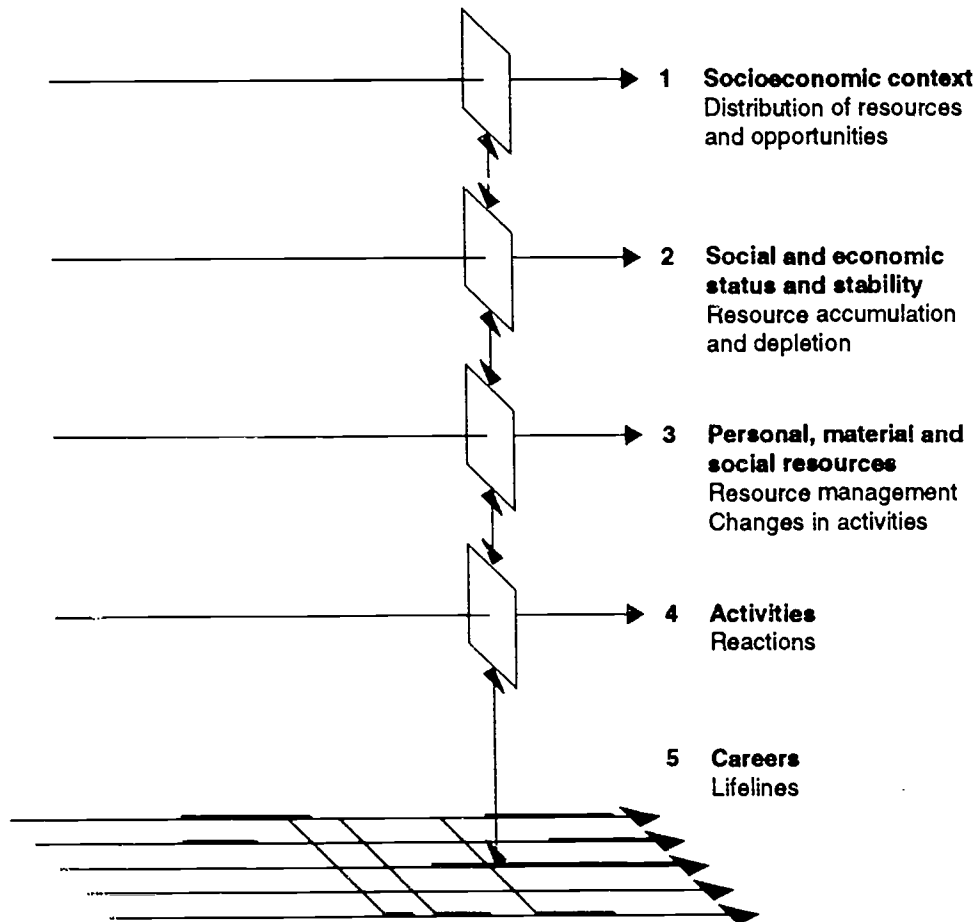 1 Socioeconomic context
Distribution of resources
and opportunities
2 Social and economic
status and stability
Resource accumulation
and depletion
3 Personal, material and
social resources
Resource management
Changes in activities
4 Activities
Reactions
5 Careers
Lifelines